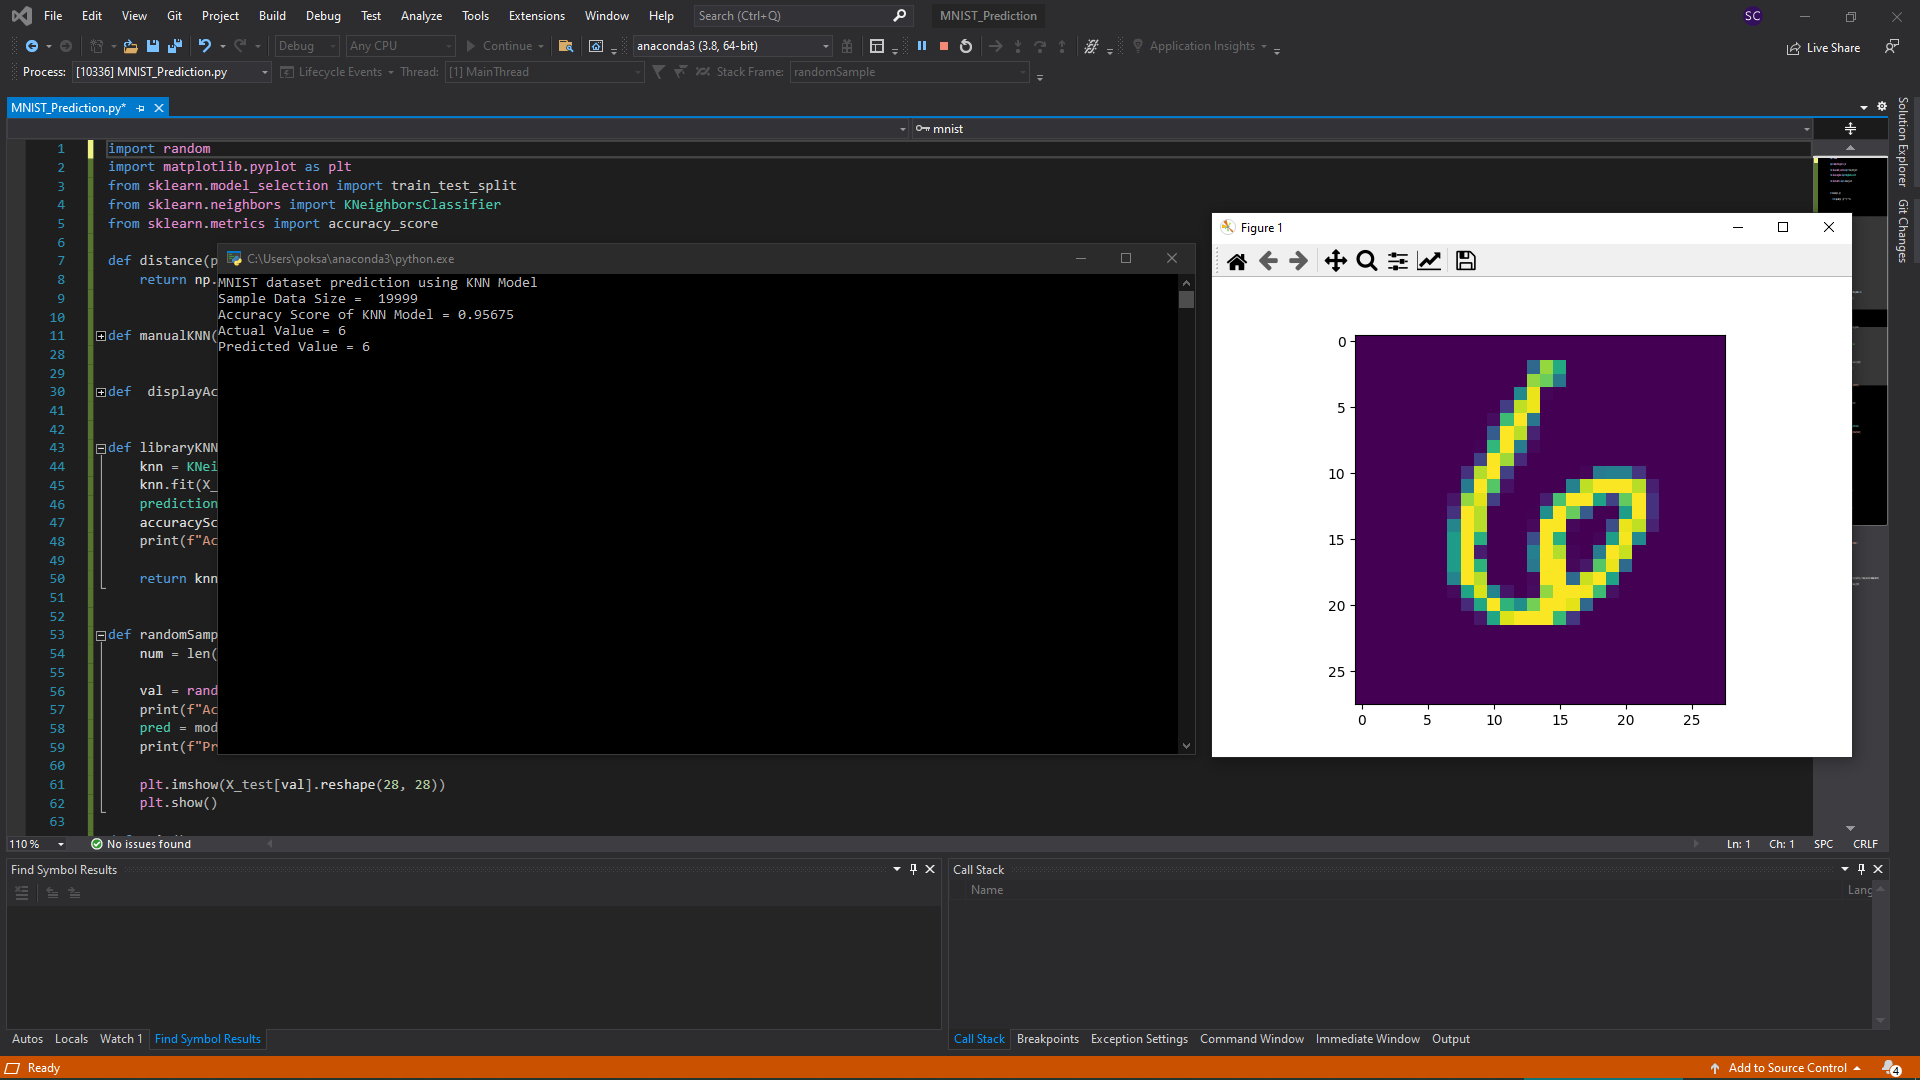 File Edit View Git Project Build Debug Test Analyze Tools Extensions Window Help Search (Ctrl+Q) MNIST_Prediction SC
Debug Any CPU Continue anaconda3 (3.8, 64-bit) Application Insights Live Share
Process: [10336] MNIST_Prediction.py Lifecycle Events Thread: [1] MainThread Stack Frame: randomSample
MNIST_Prediction.py*
mnist
Solution Explorer
Git Changes
1 import random
2 import matplotlib.pyplot as plt
3 from sklearn.model_selection import train_test_split
4 from sklearn.neighbors import KNeighborsClassifier
5 from sklearn.metrics import accuracy_score
6
7 def distance(p
8 return np.
9
10
11 def manualKNN(
28
29
30 def displayAc
41
42
43 def libraryKNN
44 knn = KNei
45 knn.fit(X_
46 prediction
47 accuracySc
48 print(f"Ac
49
50 return knn
51
52
53 def randomSamp
54 num = len(
55
56 val = rand
57 print(f"Ac
58 pred = mod
59 print(f"Pr
60
61 plt.imshow(X_test[val].reshape(28, 28))
62 plt.show()
63
C:\Users\poksa\anaconda3\python.exe
MNIST dataset prediction using KNN Model
Sample Data Size =  19999
Accuracy Score of KNN Model = 0.95675
Actual Value = 6
Predicted Value = 6
Figure 1
0
5
10
15
20
25
0 5 10 15 20 25
110 % No issues found Ln: 1 Ch: 1 SPC CRLF
Find Symbol Results
Call Stack
Name Lang
Autos Locals Watch 1 Find Symbol Results
Call Stack Breakpoints Exception Settings Command Window Immediate Window Output
Ready Add to Source Control 4